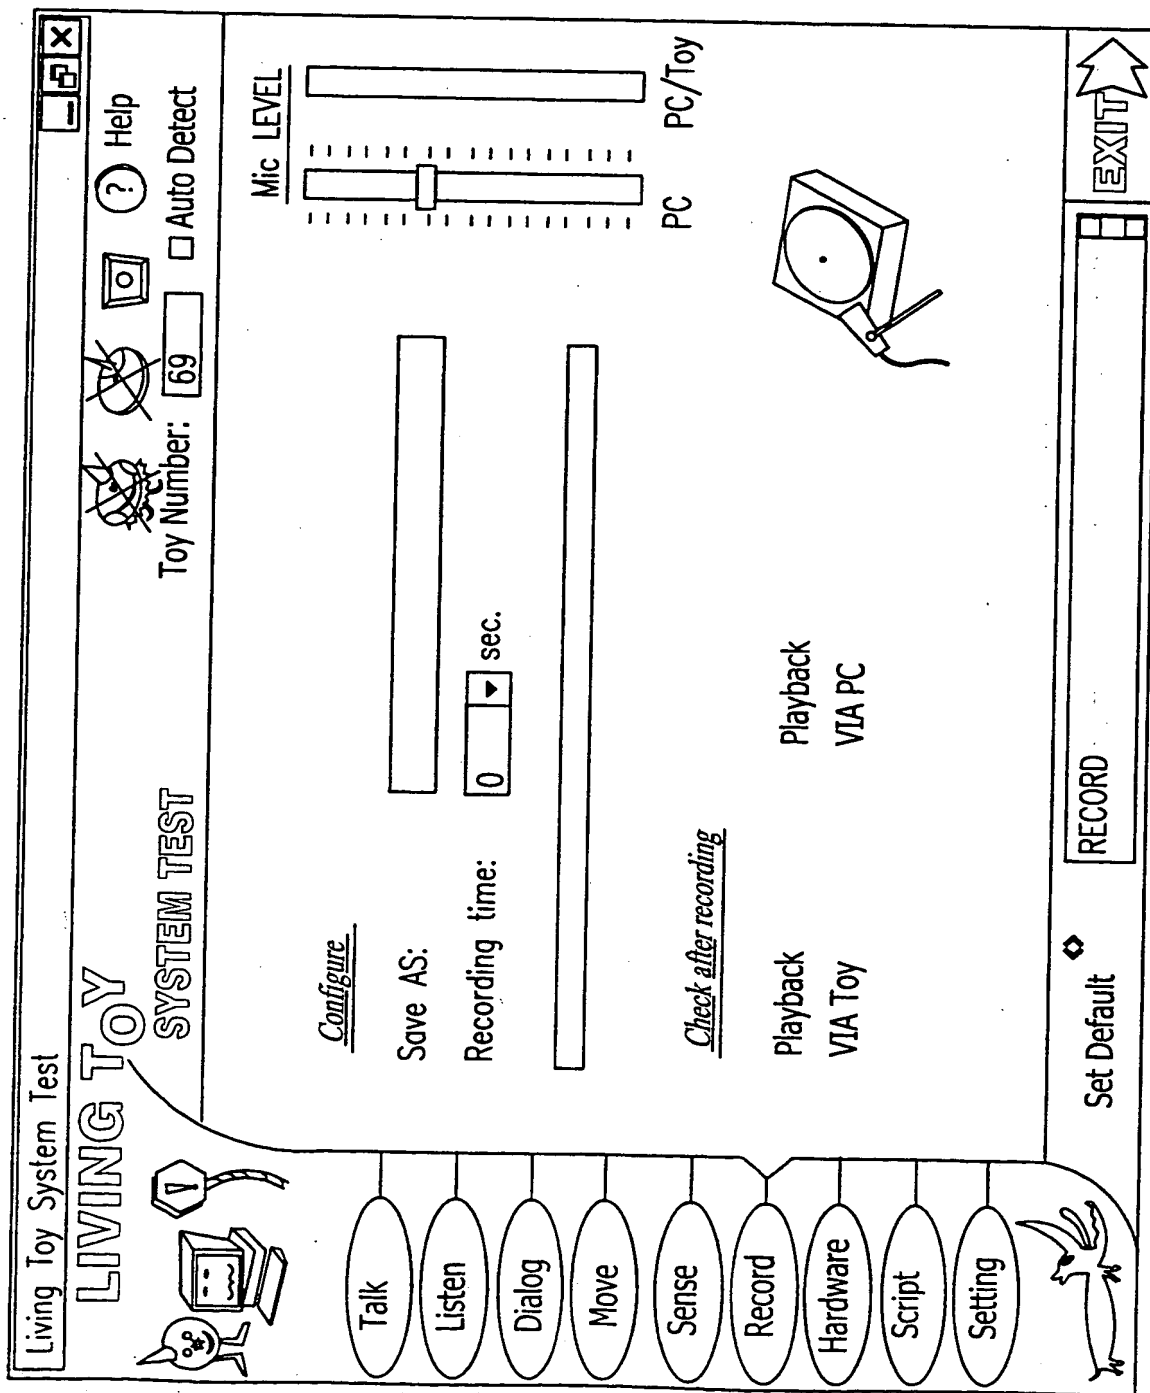 Living Toy System Test
LIVING TOY
SYSTEM TEST
? Help
Toy Number: 69 Auto Detect
Talk
Listen
Dialog
Move
Sense
Record
Hardware
Script
Setting
Configure
Save AS:
Recording time: 0 sec.
Mic LEVEL
PC PC/Toy
Check after recording
Playback
VIA Toy
Playback
VIA PC
Set Default
RECORD
EXIT